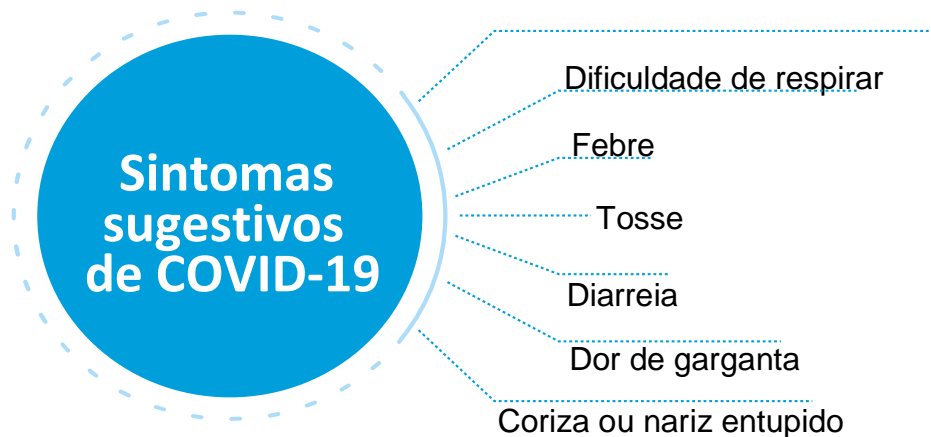 Sintomas
sugestivos
de COVID-19
Dificuldade de respirar
Febre
Tosse
Diarreia
Dor de garganta
Coriza ou nariz entupido